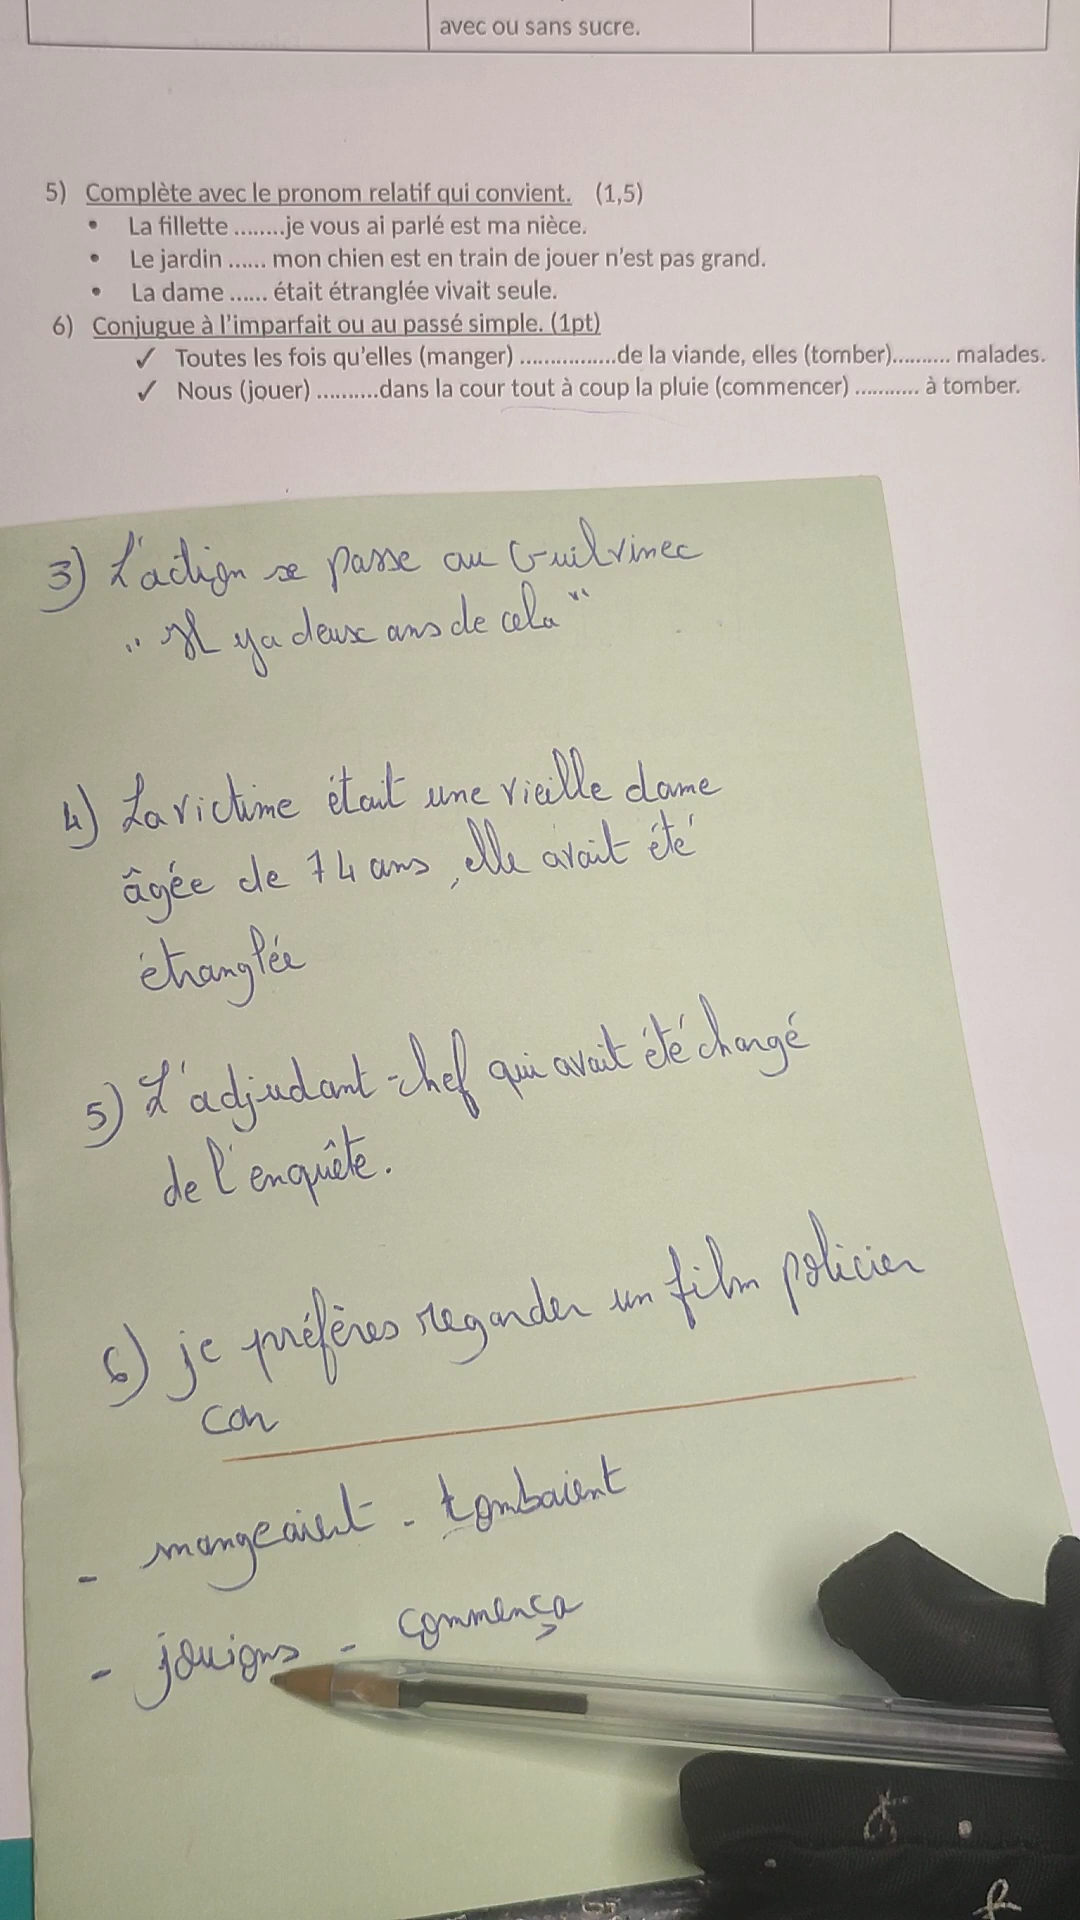 avec ou sans sucre.
5) Complète avec le pronom relatif qui convient. (1,5)
• La fillette ........je vous ai parlé est ma nièce.
• Le jardin ...... mon chien est en train de jouer n'est pas grand.
• La dame ...... était étranglée vivait seule.
6) Conjugue à l'imparfait ou au passé simple. (1pt)
✓ Toutes les fois qu'elles (manger) ................de la viande, elles (tomber).......... malades.
✓ Nous (jouer) ..........dans la cour tout à coup la pluie (commencer) ........... à tomber.
3) L'action se passe au Guilvinec
"Il y a deux ans de cela"
4) La victime était une vieille dame
âgée de 74 ans, elle avait été
étranglée
5) L'adjudant-chef qui avait été chargé
de l'enquête.
6) je préfères regarder un film policier
car
- mangeaient - tombaient
- jouions - commença